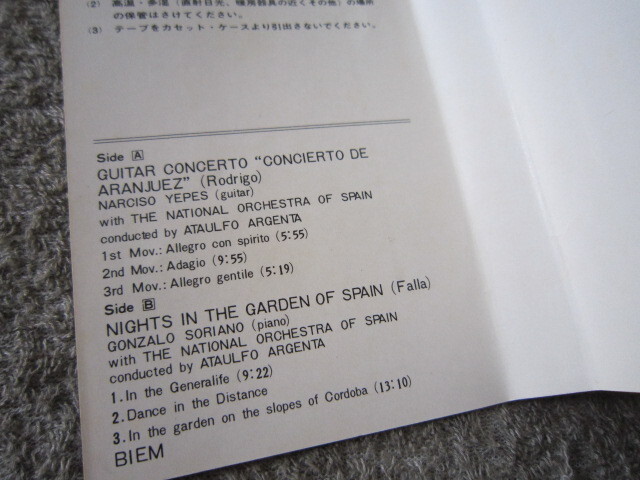 (2) 高温・多湿(直射日光、暖房器具の近くその他)の場所
の保管はさけてください。
(3) テープをカセット・ケースより引出さないでください。
Side A
GUITAR CONCERTO “CONCIERTO DE
ARANJUEZ” (Rodrigo)
NARCISO YEPES (guitar)
with THE NATIONAL ORCHESTRA OF SPAIN
conducted by ATAULFO ARGENTA
1st Mov.: Allegro con spirito (5:55)
2nd Mov.: Adagio (9:55)
3rd Mov.: Allegro gentile (5:19)
Side B
NIGHTS IN THE GARDEN OF SPAIN (Falla)
GONZALO SORIANO (piano)
with THE NATIONAL ORCHESTRA OF SPAIN
conducted by ATAULFO ARGENTA
1. In the Generalife (9:22)
2. Dance in the Distance
3. In the garden on the slopes of Cordoba (13:10)
BIEM